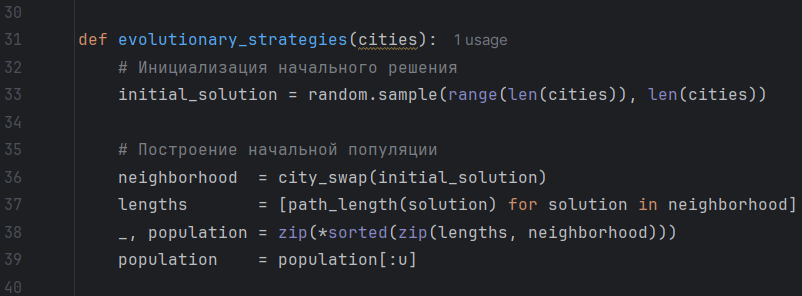 30
31 def evolutionary_strategies(cities): 1 usage
32 # Инициализация начального решения
33 initial_solution = random.sample(range(len(cities)), len(cities))
34
35 # Построение начальной популяции
36 neighborhood = city_swap(initial_solution)
37 lengths = [path_length(solution) for solution in neighborhood]
38 _, population = zip(*sorted(zip(lengths, neighborhood)))
39 population = population[:u]
40